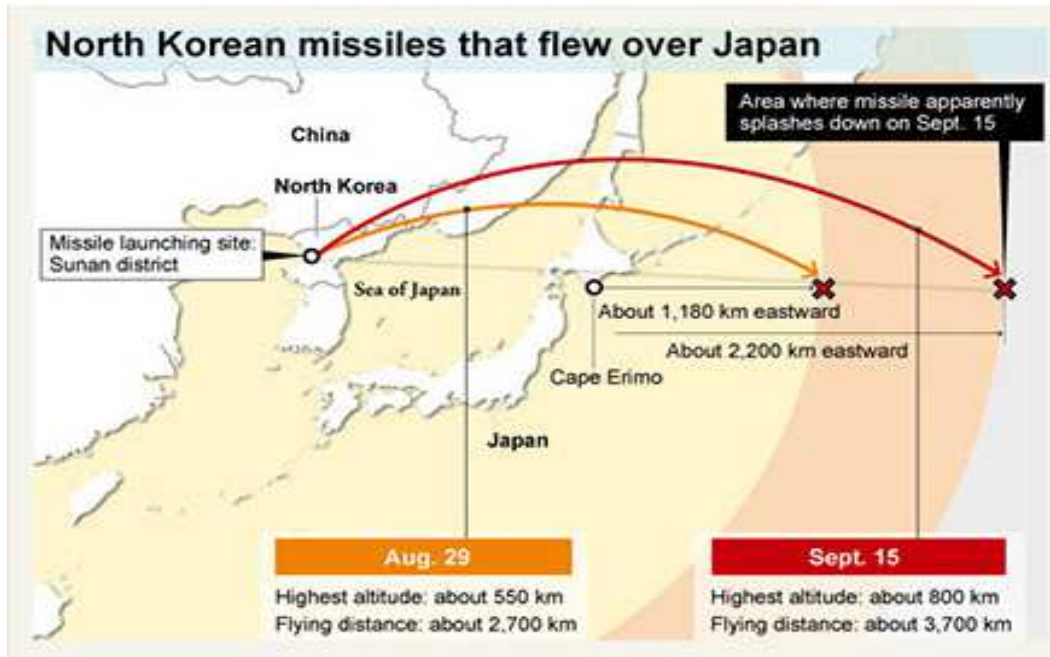 North Korean missiles that flew over Japan
Area where missile apparently
splashes down on Sept. 15
China
North Korea
Missile launching site:
Sunan district
Sea of Japan
About 1,180 km eastward
About 2,200 km eastward
Cape Erimo
Japan
Aug. 29
Highest altitude: about 550 km
Flying distance: about 2,700 km
Sept. 15
Highest altitude: about 800 km
Flying distance: about 3,700 km